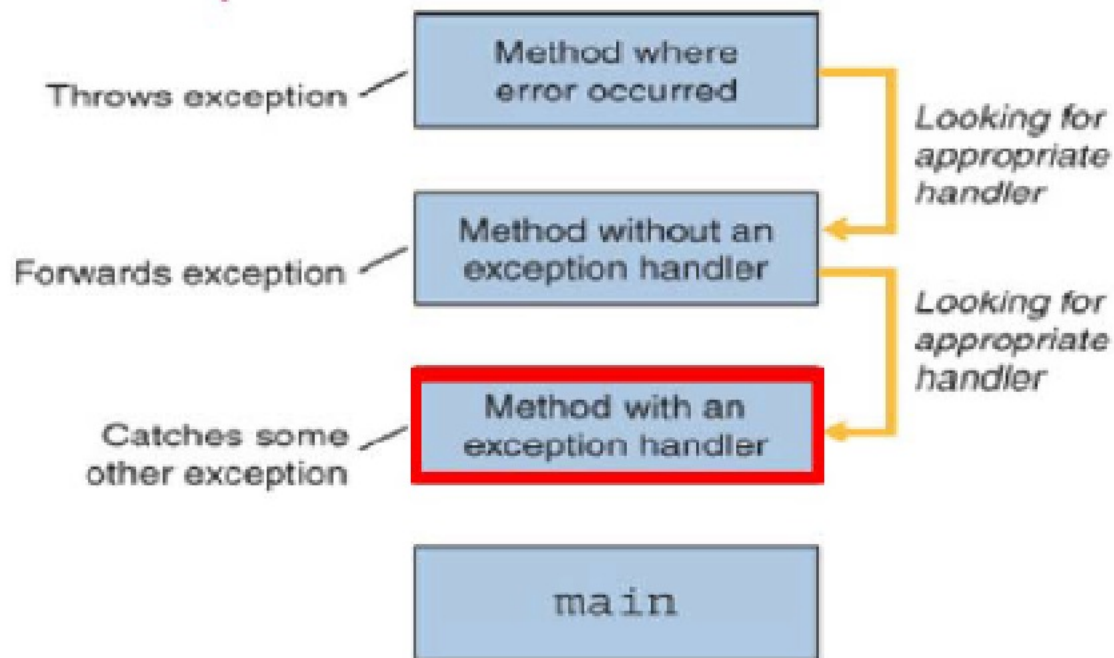 Method where
error occurred
Throws exception
Looking for
appropriate
handler
Method without an
exception handler
Forwards exception
Looking for
appropriate
handler
Method with an
exception handler
Catches some
other exception
main